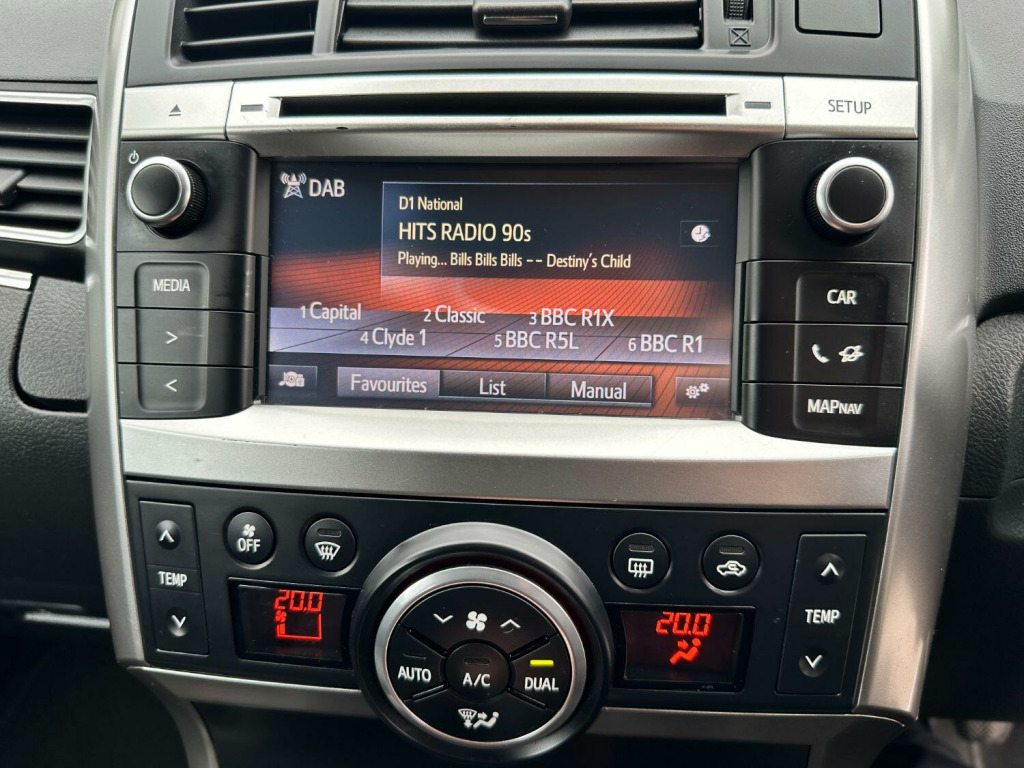 SETUP
DAB
D1 National
HITS RADIO 90s
Playing... Bills Bills Bills -- Destiny's Child
MEDIA
CAR
1 Capital 2 Classic 3 BBC R1X
4 Clyde 1 5 BBC R5L 6 BBC R1
>
<
Favourites List Manual
MAPNAV
OFF
TEMP
TEMP
20.0
20.0
AUTO A/C DUAL